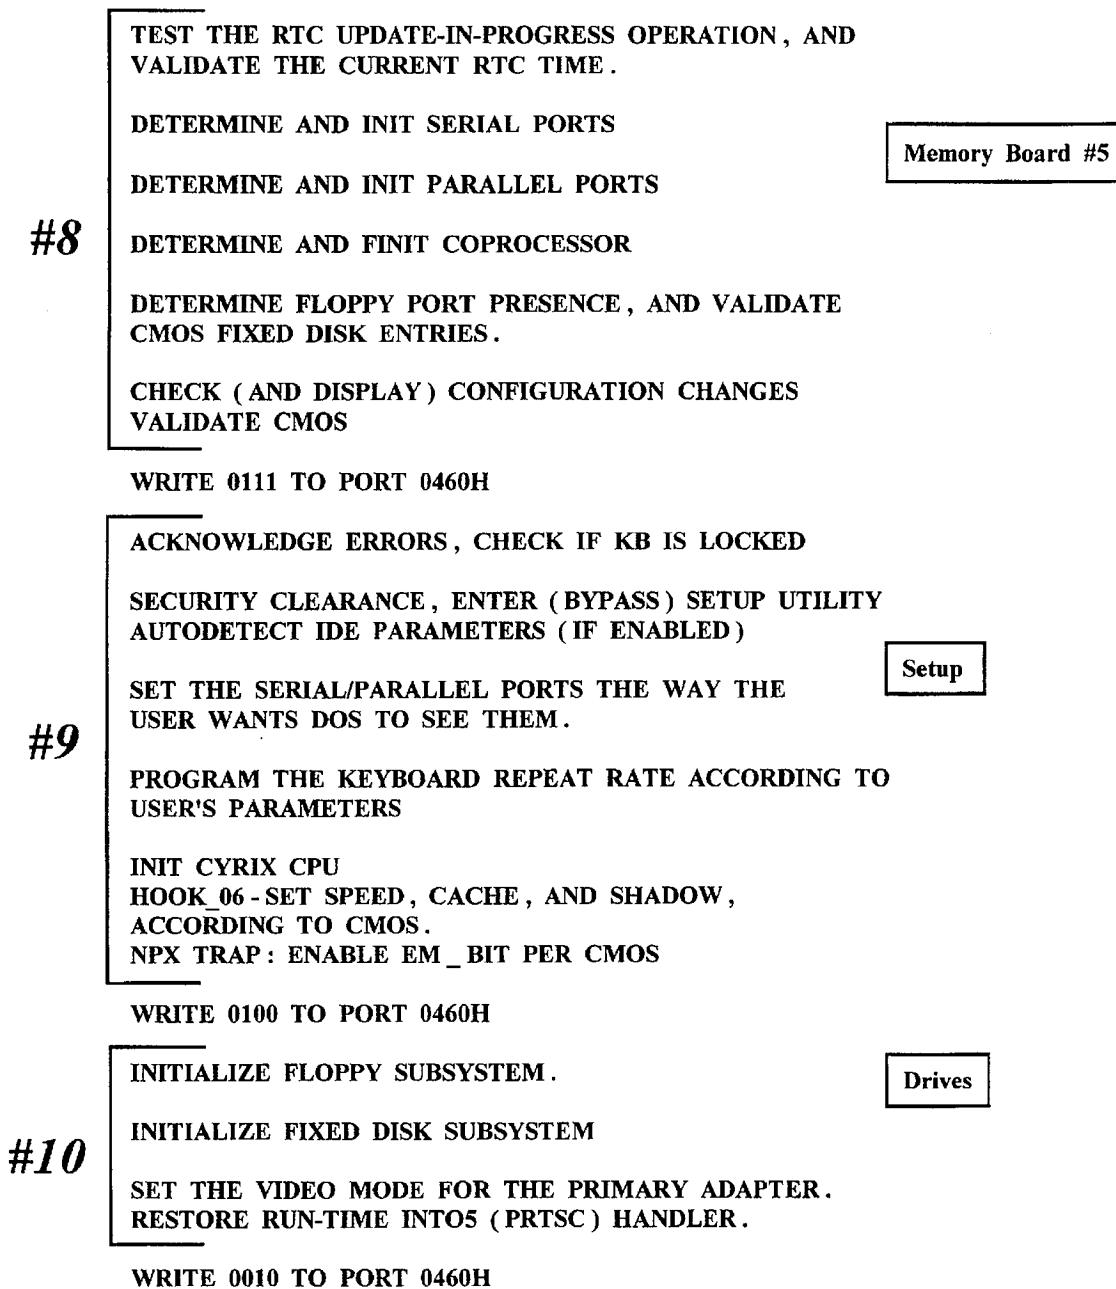 TEST THE RTC UPDATE-IN-PROGRESS OPERATION, AND
VALIDATE THE CURRENT RTC TIME.
DETERMINE AND INIT SERIAL PORTS
Memory Board #5
DETERMINE AND INIT PARALLEL PORTS
#8
DETERMINE AND FINIT COPROCESSOR
DETERMINE FLOPPY PORT PRESENCE, AND VALIDATE
CMOS FIXED DISK ENTRIES.
CHECK (AND DISPLAY) CONFIGURATION CHANGES
VALIDATE CMOS
WRITE 0111 TO PORT 0460H
ACKNOWLEDGE ERRORS, CHECK IF KB IS LOCKED
SECURITY CLEARANCE, ENTER (BYPASS) SETUP UTILITY
AUTODETECT IDE PARAMETERS (IF ENABLED)
Setup
SET THE SERIAL/PARALLEL PORTS THE WAY THE
USER WANTS DOS TO SEE THEM.
#9
PROGRAM THE KEYBOARD REPEAT RATE ACCORDING TO
USER'S PARAMETERS
INIT CYRIX CPU
HOOK_06-SET SPEED, CACHE, AND SHADOW,
ACCORDING TO CMOS.
NPX TRAP: ENABLE EM_BIT PER CMOS
WRITE 0100 TO PORT 0460H
INITIALIZE FLOPPY SUBSYSTEM.
Drives
INITIALIZE FIXED DISK SUBSYSTEM
#10
SET THE VIDEO MODE FOR THE PRIMARY ADAPTER.
RESTORE RUN-TIME INTO5 (PRTSC) HANDLER.
WRITE 0010 TO PORT 0460H